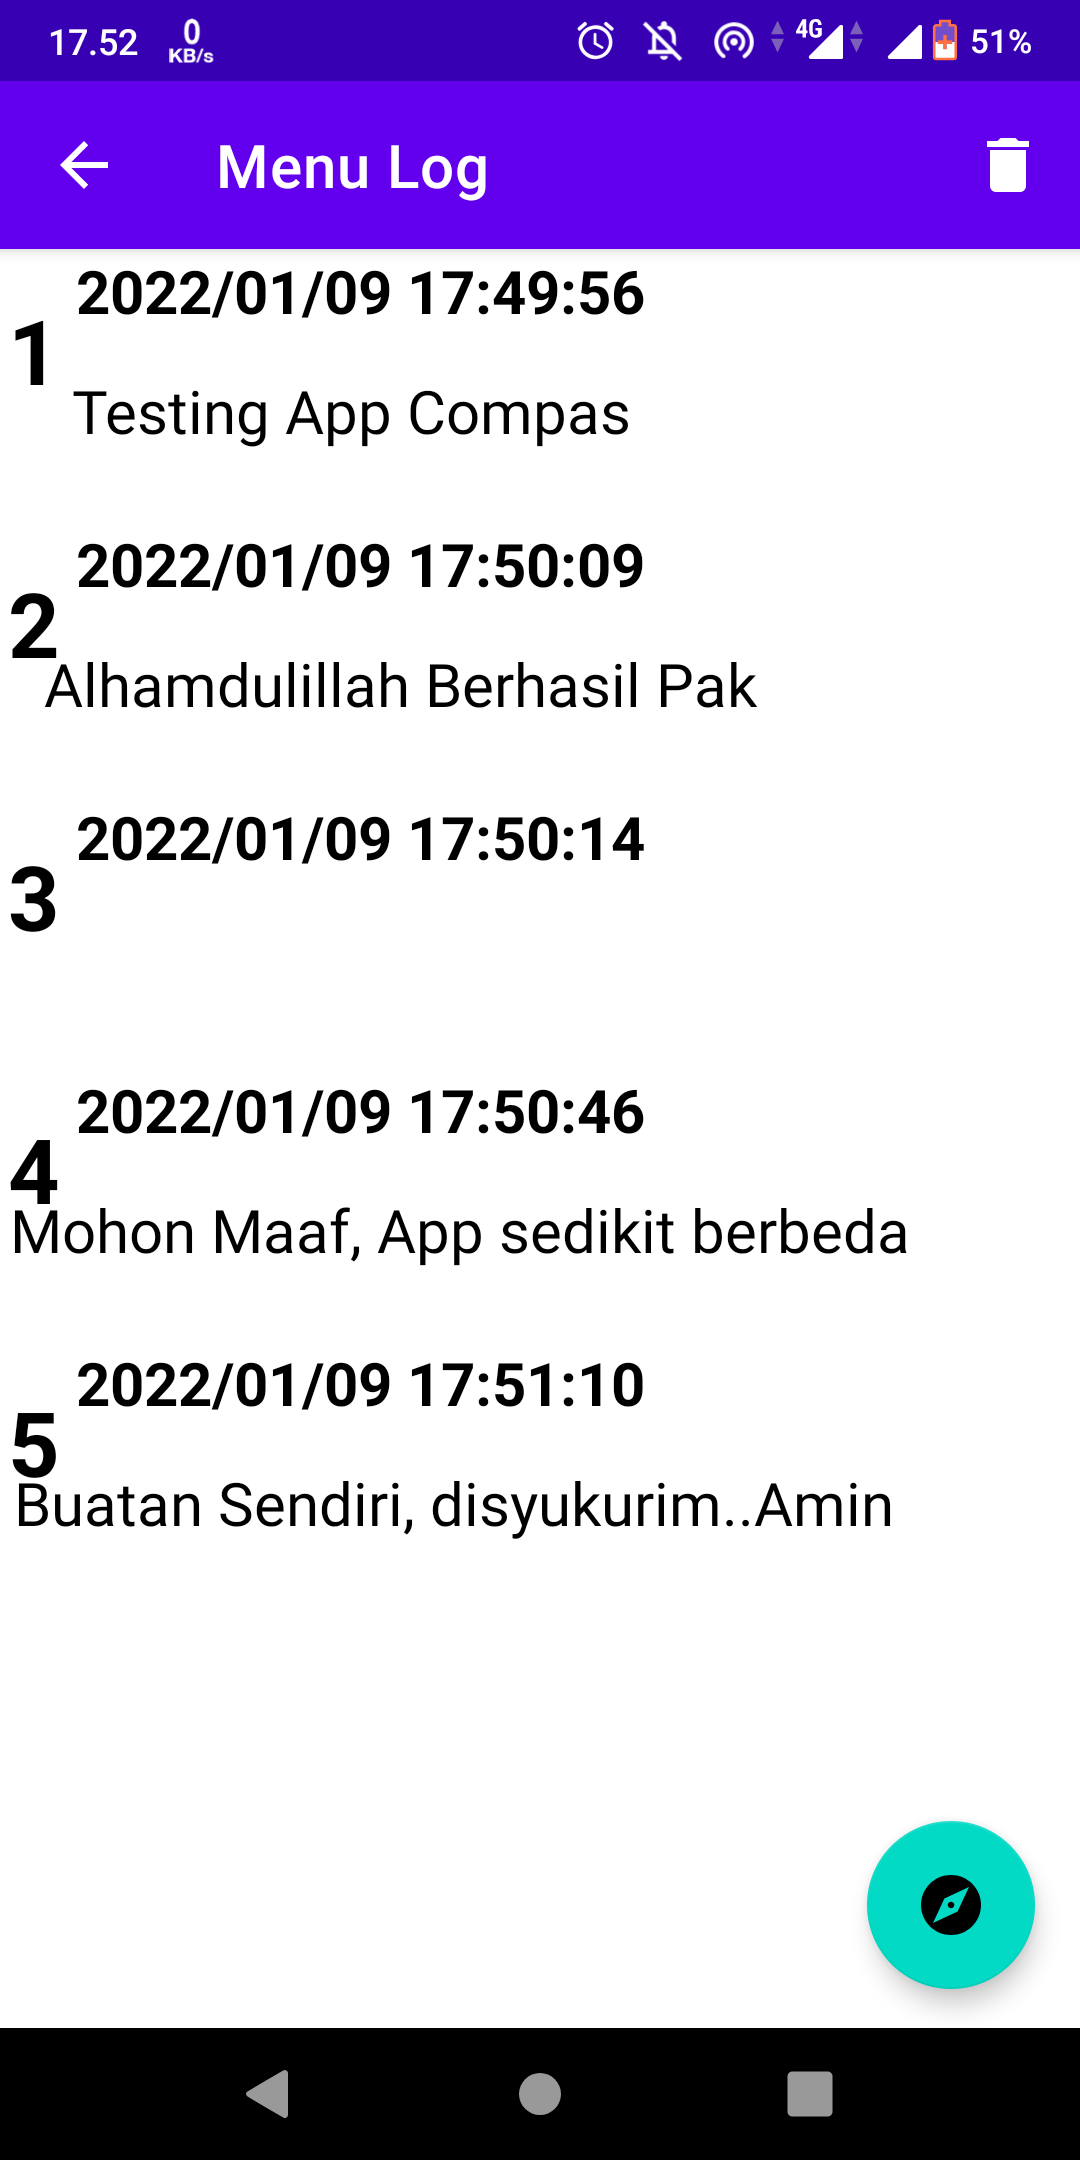 17.52 0 KB/s 4G 51%
Menu Log
2022/01/09 17:49:56
1
Testing App Compas
2022/01/09 17:50:09
2
Alhamdulillah Berhasil Pak
2022/01/09 17:50:14
3
2022/01/09 17:50:46
4
Mohon Maaf, App sedikit berbeda
2022/01/09 17:51:10
5
Buatan Sendiri, disyukurim..Amin